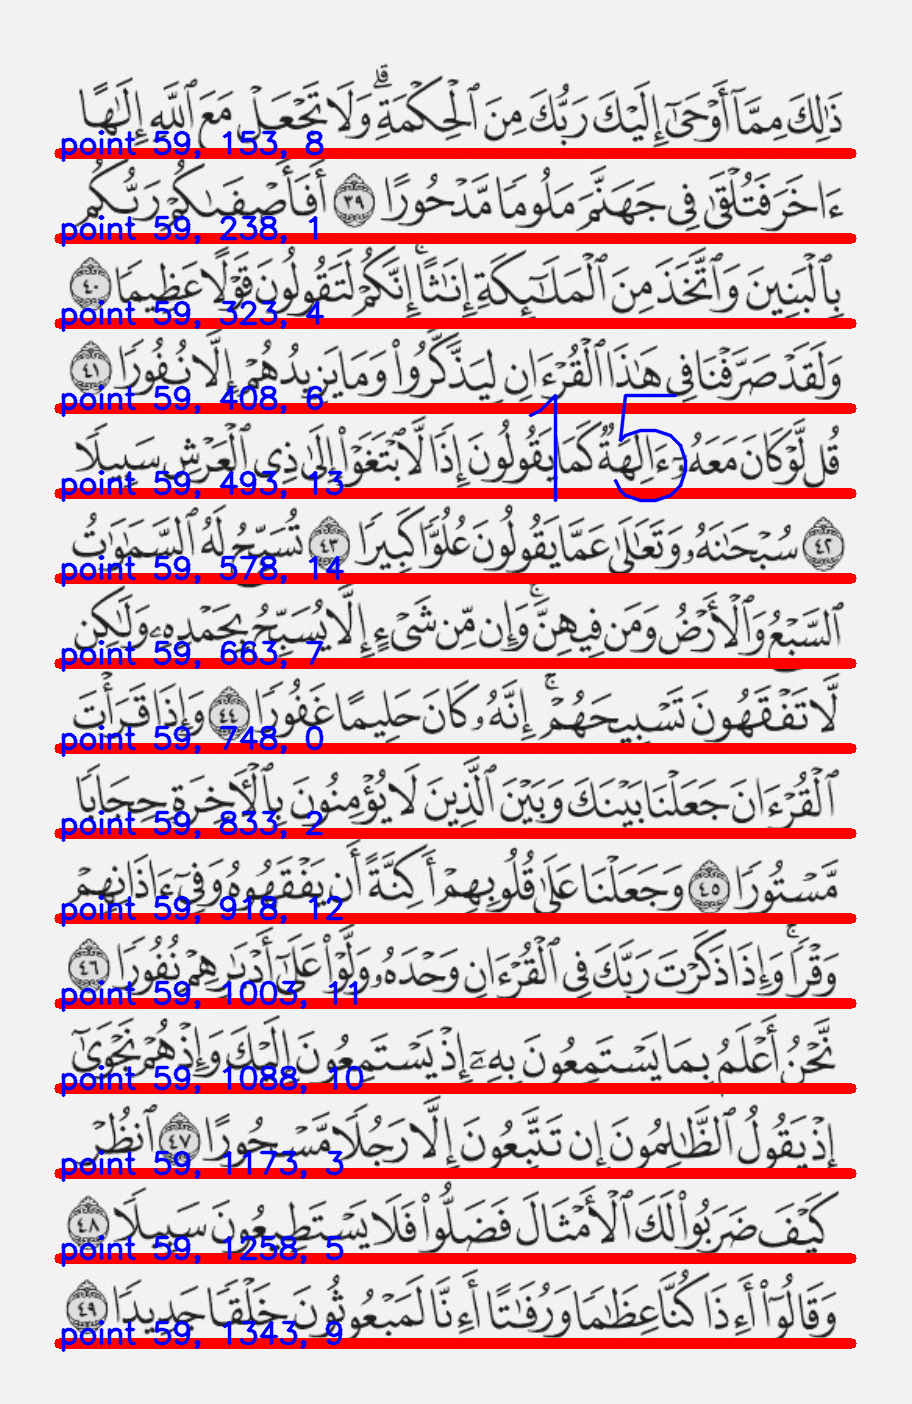 ذَٰلِكَ مِمَّآ أَوْحَىٰٓ إِلَيْكَ رَبُّكَ مِنَ ٱلْحِكْمَةِ ۗ وَلَا تَجْعَلْ مَعَ ٱللَّهِ إِلَٰهًا
point 59, 153, 8
ءَاخَرَ فَتُلْقَىٰ فِى جَهَنَّمَ مَلُومًا مَّدْحُورًا ٣٩ أَفَأَصْفَىٰكُمْ رَبُّكُم
point 59, 238, 1
بِٱلْبَنِينَ وَٱتَّخَذَ مِنَ ٱلْمَلَٰٓئِكَةِ إِنَٰثًا ۚ إِنَّكُمْ لَتَقُولُونَ قَوْلًا عَظِيمًا ٤٠
point 59, 323, 4
وَلَقَدْ صَرَّفْنَا فِى هَٰذَا ٱلْقُرْءَانِ لِيَذَّكَّرُوا۟ وَمَا يَزِيدُهُمْ إِلَّا نُفُورًا ٤١
point 59, 408, 6
15
قُل لَّوْ كَانَ مَعَهُۥٓ ءَالِهَةٌ كَمَا يَقُولُونَ إِذًا لَّٱبْتَغَوْا۟ إِلَىٰ ذِى ٱلْعَرْشِ سَبِيلًا
point 59, 493, 13
٤٢ سُبْحَٰنَهُۥ وَتَعَٰلَىٰ عَمَّا يَقُولُونَ عُلُوًّا كَبِيرًا ٤٣ تُسَبِّحُ لَهُ ٱلسَّمَٰوَٰتُ
point 59, 578, 14
ٱلسَّبْعُ وَٱلْأَرْضُ وَمَن فِيهِنَّ ۚ وَإِن مِّن شَىْءٍ إِلَّا يُسَبِّحُ بِحَمْدِهِۦ وَلَٰكِن
point 59, 663, 7
لَّا تَفْقَهُونَ تَسْبِيحَهُمْ ۗ إِنَّهُۥ كَانَ حَلِيمًا غَفُورًا ٤٤ وَإِذَا قَرَأْتَ
point 59, 748, 0
ٱلْقُرْءَانَ جَعَلْنَا بَيْنَكَ وَبَيْنَ ٱلَّذِينَ لَا يُؤْمِنُونَ بِٱلْءَاخِرَةِ حِجَابًا
point 59, 833, 2
مَّسْتُورًا ٤٥ وَجَعَلْنَا عَلَىٰ قُلُوبِهِمْ أَكِنَّةً أَن يَفْقَهُوهُ وَفِىٓ ءَاذَانِهِمْ
point 59, 918, 12
وَقْرًا ۚ وَإِذَا ذَكَرْتَ رَبَّكَ فِى ٱلْقُرْءَانِ وَحْدَهُۥ وَلَّوْا۟ عَلَىٰٓ أَدْبَٰرِهِمْ نُفُورًا ٤٦
point 59, 1003, 11
نَّحْنُ أَعْلَمُ بِمَا يَسْتَمِعُونَ بِهِۦٓ إِذْ يَسْتَمِعُونَ إِلَيْكَ وَإِذْ هُمْ نَجْوَىٰٓ
point 59, 1088, 10
إِذْ يَقُولُ ٱلظَّٰلِمُونَ إِن تَتَّبِعُونَ إِلَّا رَجُلًا مَّسْحُورًا ٤٧ ٱنظُرْ
point 59, 1173, 3
كَيْفَ ضَرَبُوا۟ لَكَ ٱلْأَمْثَالَ فَضَلُّوا۟ فَلَا يَسْتَطِيعُونَ سَبِيلًا ٤٨
point 59, 1258, 5
وَقَالُوٓا۟ أَءِذَا كُنَّا عِظَٰمًا وَرُفَٰتًا أَءِنَّا لَمَبْعُوثُونَ خَلْقًا جَدِيدًا ٤٩
point 59, 1343, 9